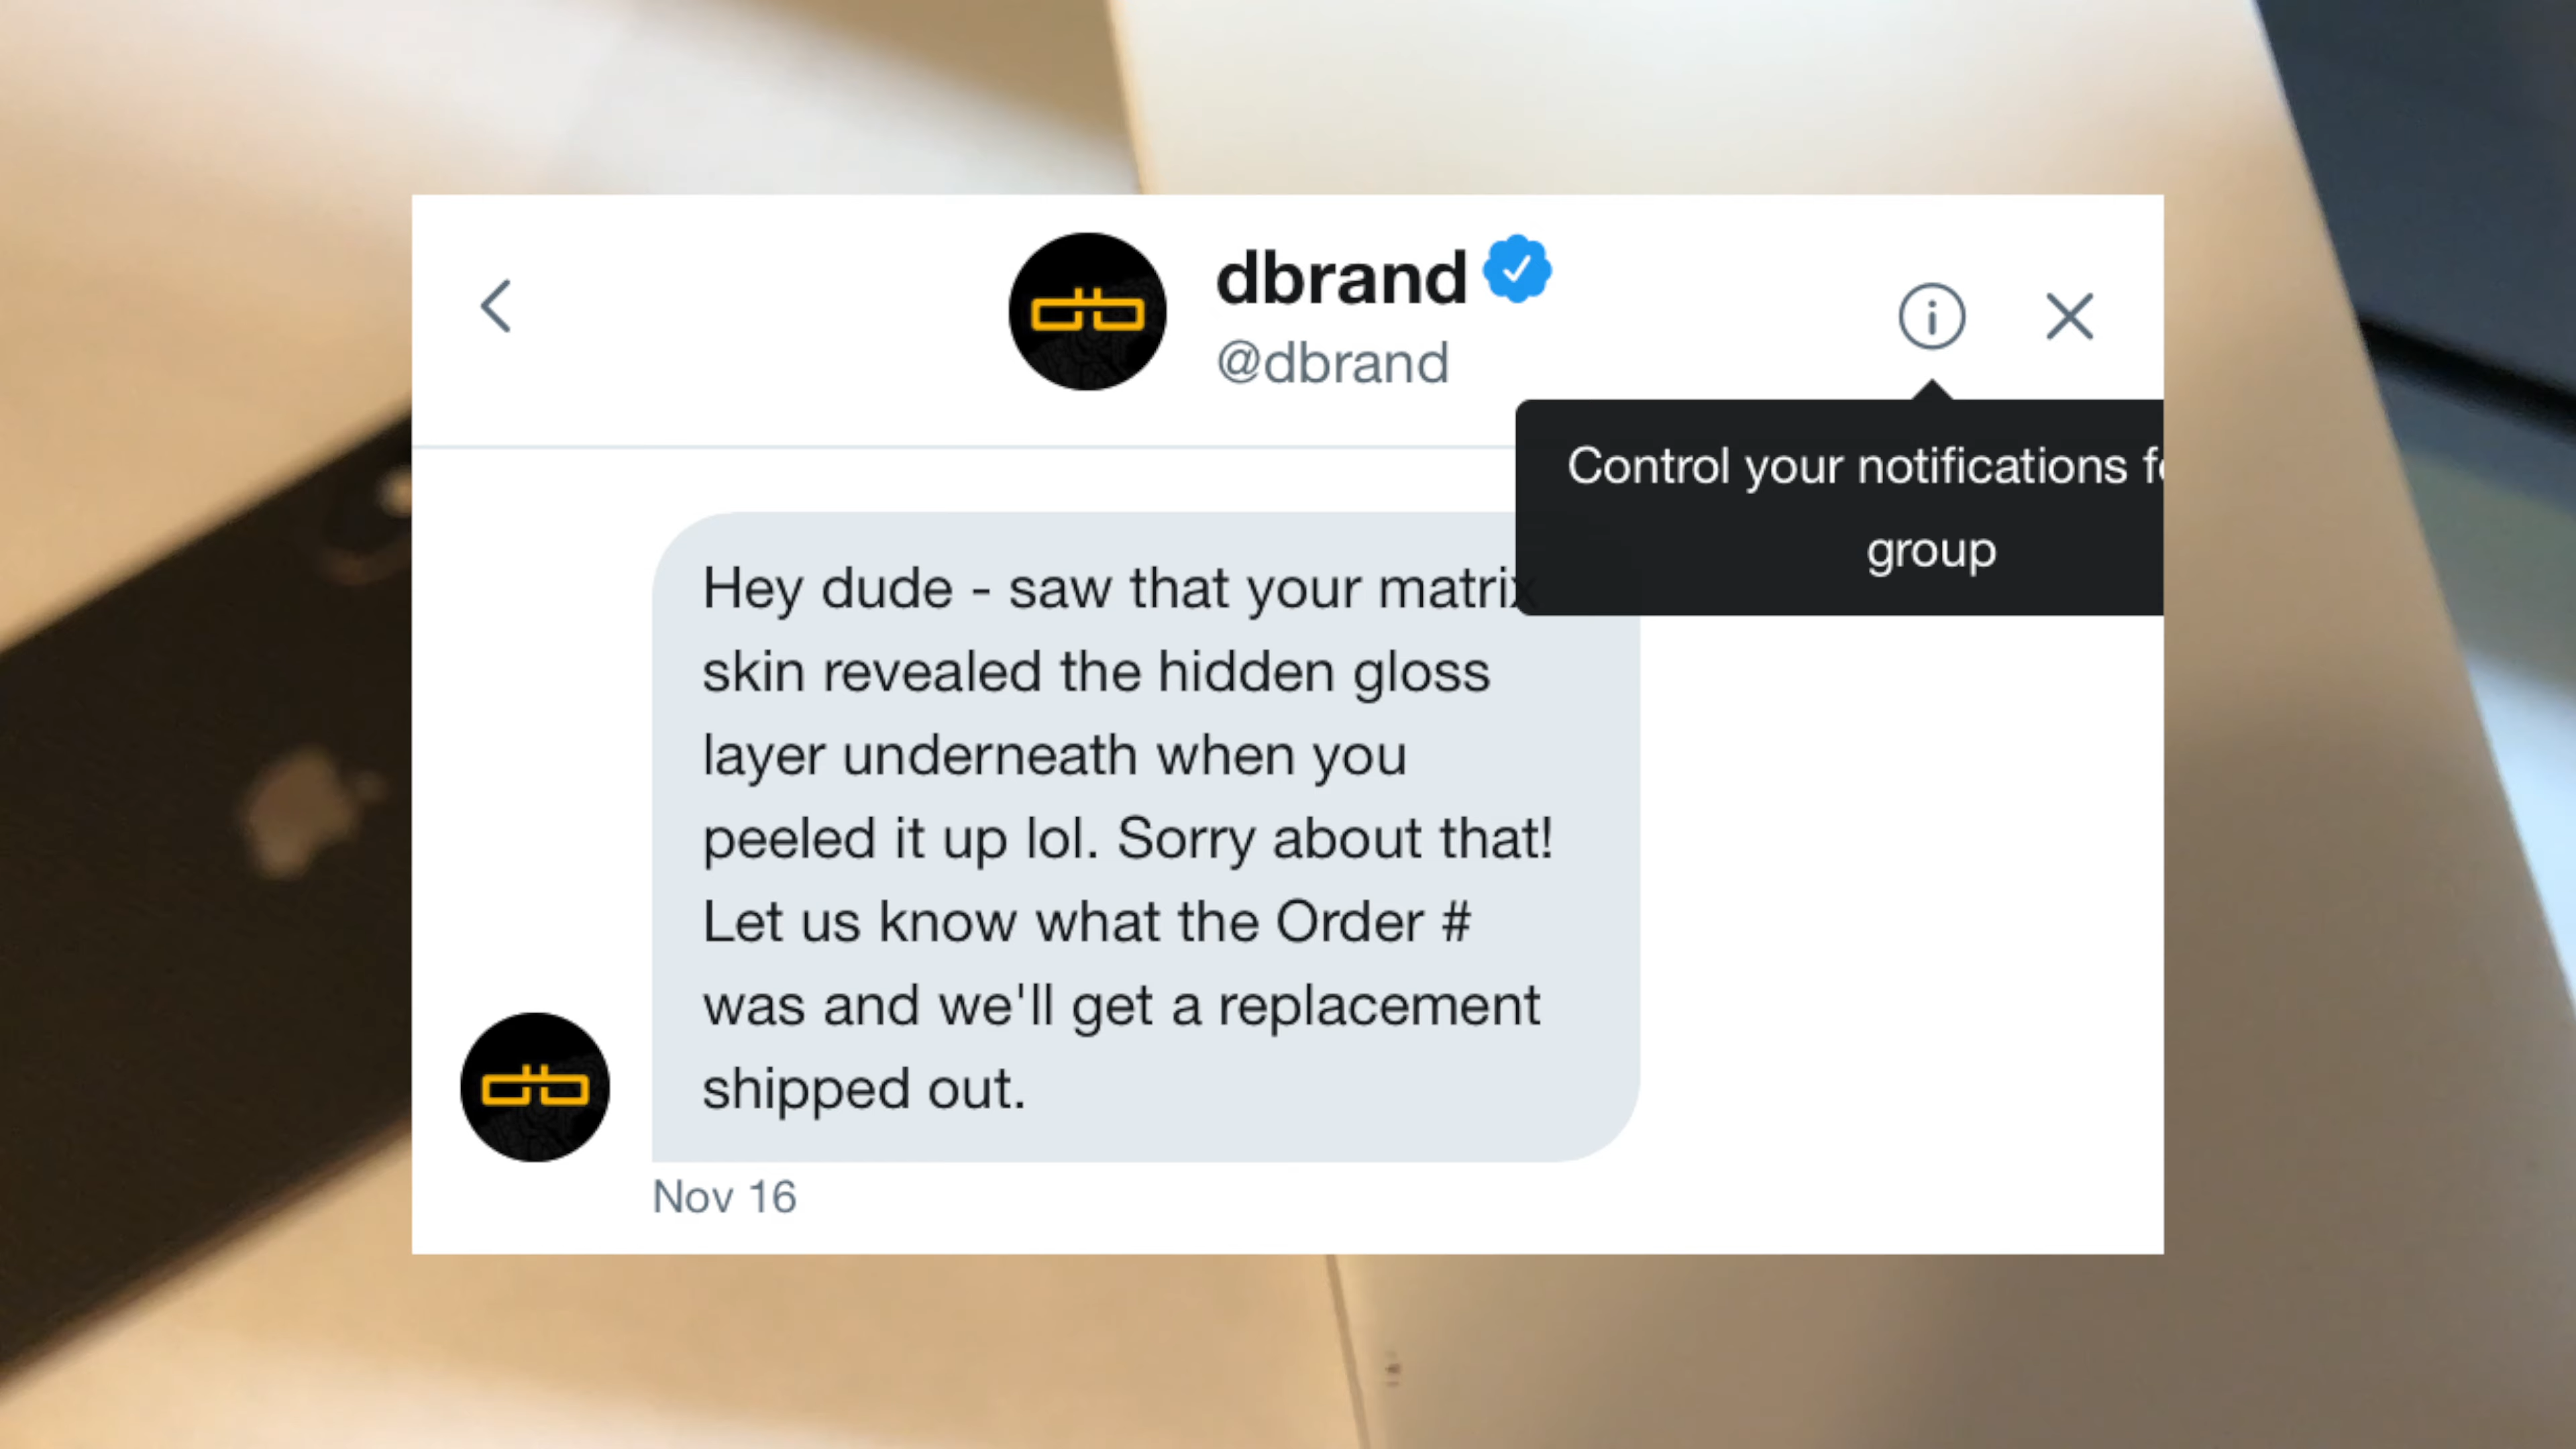 dbrand
@dbrand
Control your notifications f
group
Hey dude - saw that your matrix
skin revealed the hidden gloss
layer underneath when you
peeled it up lol. Sorry about that!
Let us know what the Order #
was and we'll get a replacement
shipped out.
Nov 16